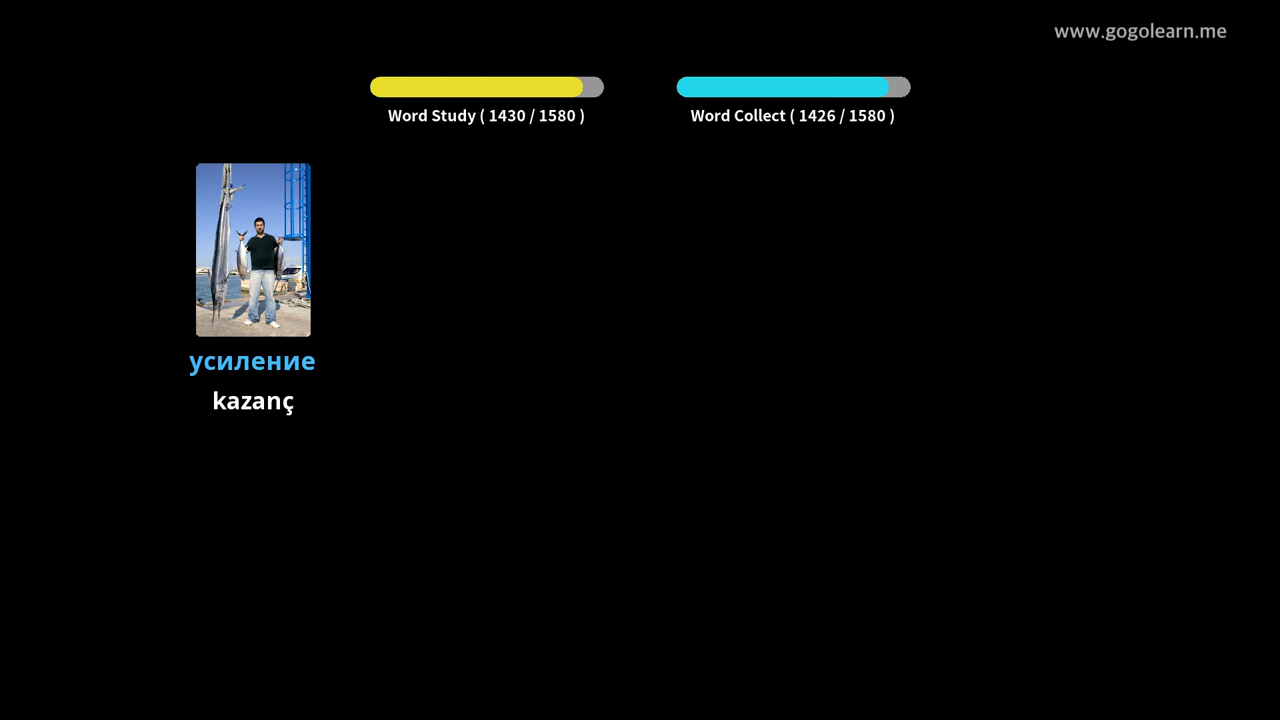 www.gogolearn.me
Word Study ( 1430 / 1580 )
Word Collect ( 1426 / 1580 )
усиление
kazanç